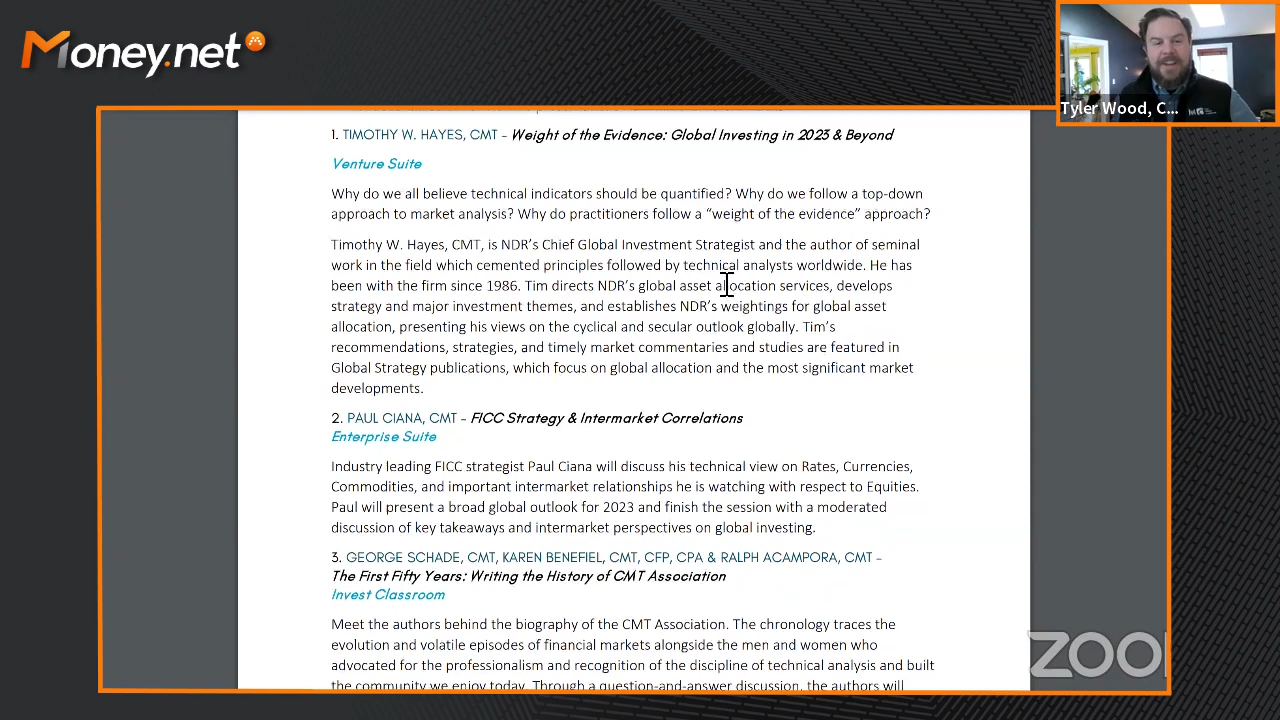 Money.net
Tyler Wood, C...
1. TIMOTHY W. HAYES, CMT – Weight of the Evidence: Global Investing in 2023 & Beyond
Venture Suite
Why do we all believe technical indicators should be quantified? Why do we follow a top-down
approach to market analysis? Why do practitioners follow a “weight of the evidence” approach?
Timothy W. Hayes, CMT, is NDR’s Chief Global Investment Strategist and the author of seminal
work in the field which cemented principles followed by technical analysts worldwide. He has
been with the firm since 1986. Tim directs NDR’s global asset allocation services, develops
strategy and major investment themes, and establishes NDR’s weightings for global asset
allocation, presenting his views on the cyclical and secular outlook globally. Tim’s
recommendations, strategies, and timely market commentaries and studies are featured in
Global Strategy publications, which focus on global allocation and the most significant market
developments.
2. PAUL CIANA, CMT – FICC Strategy & Intermarket Correlations
Enterprise Suite
Industry leading FICC strategist Paul Ciana will discuss his technical view on Rates, Currencies,
Commodities, and important intermarket relationships he is watching with respect to Equities.
Paul will present a broad global outlook for 2023 and finish the session with a moderated
discussion of key takeaways and intermarket perspectives on global investing.
3. GEORGE SCHADE, CMT, KAREN BENEFIEL, CMT, CFP, CPA & RALPH ACAMPORA, CMT –
The First Fifty Years: Writing the History of CMT Association
Invest Classroom
Meet the authors behind the biography of the CMT Association. The chronology traces the
evolution and volatile episodes of financial markets alongside the men and women who
advocated for the professionalism and recognition of the discipline of technical analysis and built
the community we enjoy today. Through a question-and-answer discussion, the authors will
ZOO